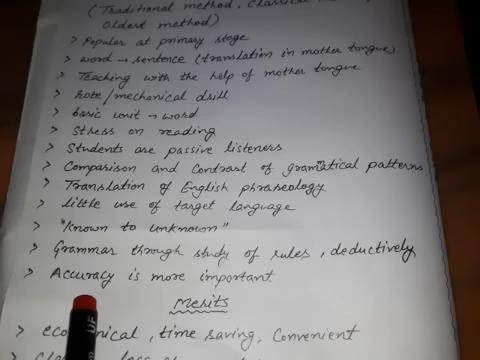 (Traditional method, Classical
Oldest method)
> Popular at primary stage
> word → sentence (translation in mother tongue)
> Teaching with the help of mother tongue
> Rote/mechanical drill
> basic unit → word
> Stress on reading
> Students are passive listeners
> Comparison and Contrast of grammatical patterns
> Translation of English phraseology
> little use of target language
> "Known to unknown"
> Grammar through study of rules, deductively
> Accuracy is more important
Merits
> economical, time saving, Convenient